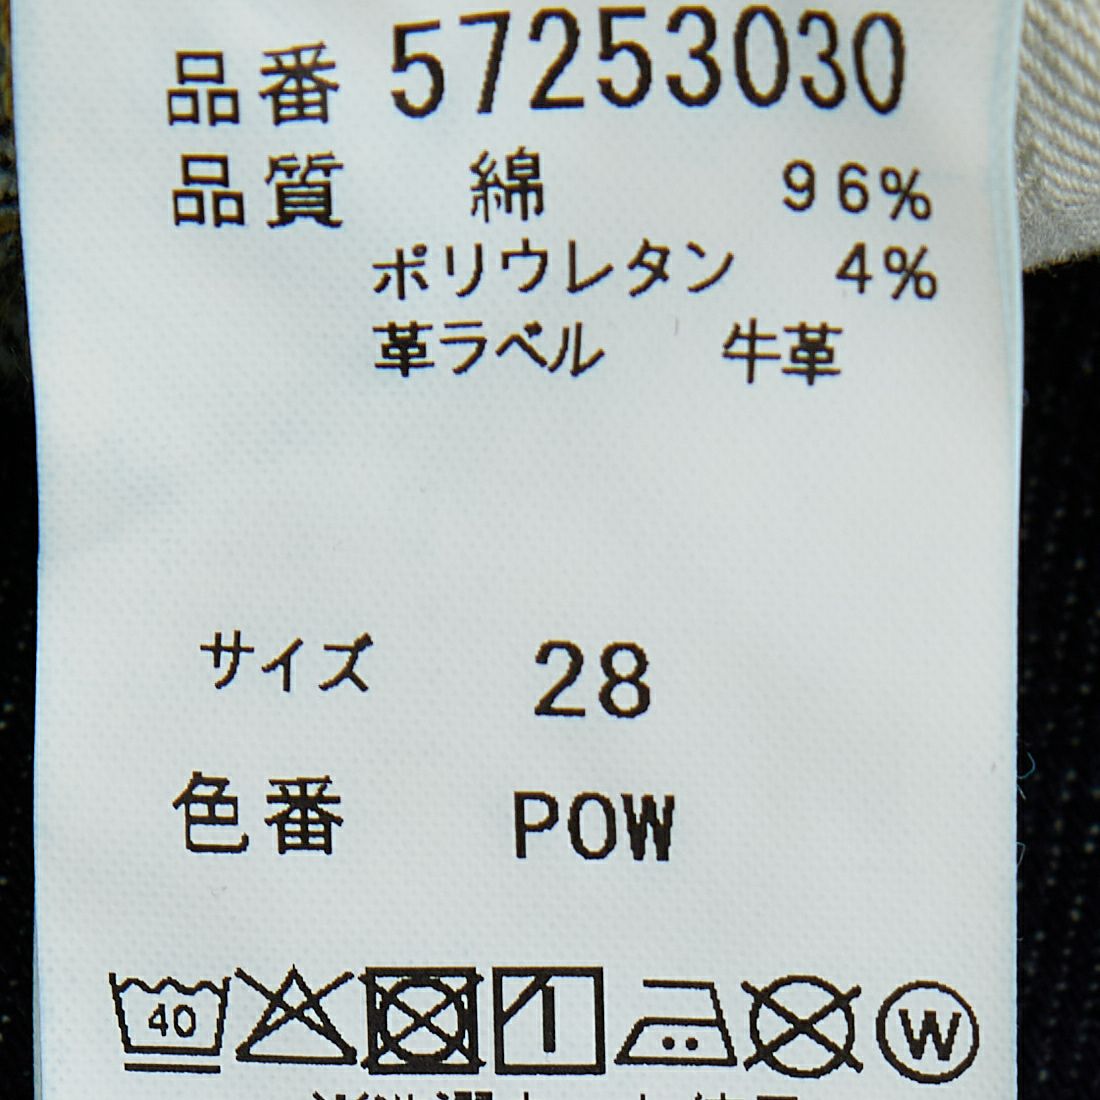 品番 57253030
品質 綿 96%
ポリウレタン 4%
革ラベル 牛革
サイズ 28
色番 POW
40 W